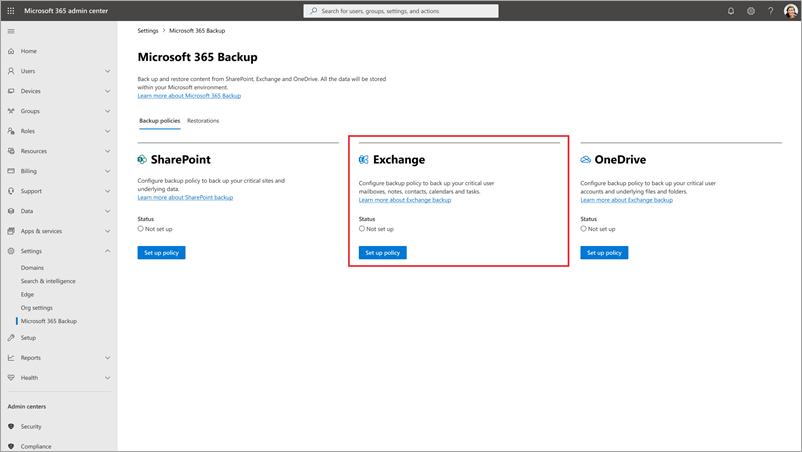 Microsoft 365 admin center
Search for users, groups, settings, and actions
Home
Users
Devices
Groups
Roles
Resources
Billing
Support
Data
Apps & services
Settings
Domains
Search & intelligence
Edge
Org settings
Microsoft 365 Backup
Setup
Reports
Health
Admin centers
Security
Compliance
Settings > Microsoft 365 Backup
Microsoft 365 Backup
Back up and restore content from SharePoint, Exchange and OneDrive. All the data will be stored
within your Microsoft environment.
Learn more about Microsoft 365 Backup
Backup policies Restorations
SharePoint
Configure backup policy to back up your critical sites and
underlying data.
Learn more about SharePoint backup
Status
Not set up
Set up policy
Exchange
Configure backup policy to back up your critical user
mailboxes, notes, contacts, calendars and tasks.
Learn more about Exchange backup
Status
Not set up
Set up policy
OneDrive
Configure backup policy to back up your critical user
accounts and underlying files and folders.
Learn more about Exchange backup
Status
Not set up
Set up policy